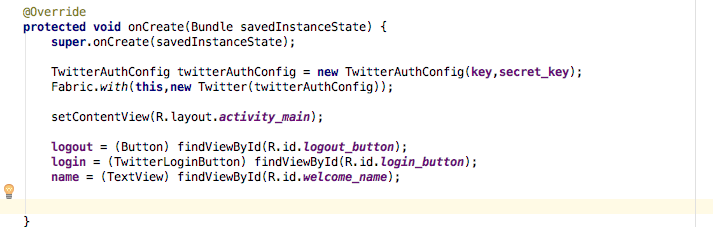 @Override
protected void onCreate(Bundle savedInstanceState) {
super.onCreate(savedInstanceState);
TwitterAuthConfig twitterAuthConfig = new TwitterAuthConfig(key,secret_key);
Fabric.with(this,new Twitter(twitterAuthConfig));
setContentView(R.layout.activity_main);
logout = (Button) findViewById(R.id.logout_button);
login = (TwitterLoginButton) findViewById(R.id.login_button);
name = (TextView) findViewById(R.id.welcome_name);
}